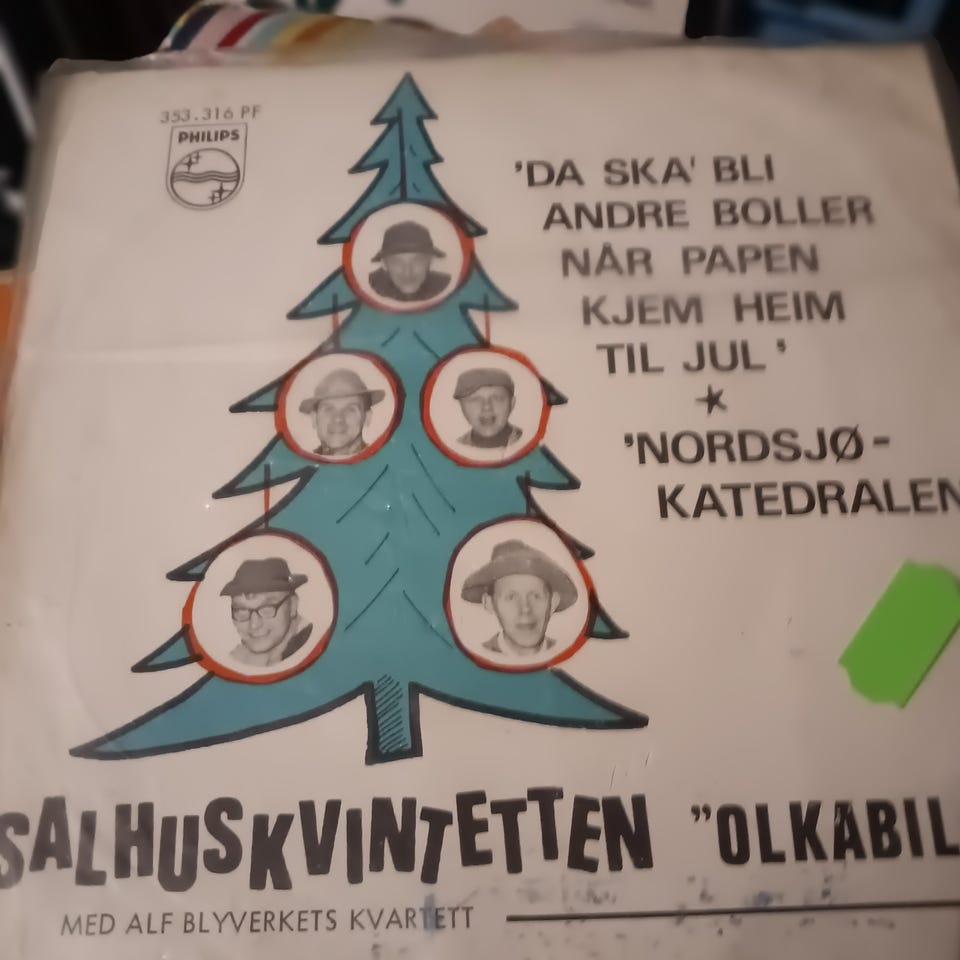 353.316 PF
PHILIPS
'DA SKA' BLI
ANDRE BOLLER
NÅR PAPEN
KJEM HEIM
TIL JUL'
'NORDSJØ-
KATEDRALEN
SALHUSKVINTETTEN "OLKABIL
MED ALF BLYVERKETS KVARTETT